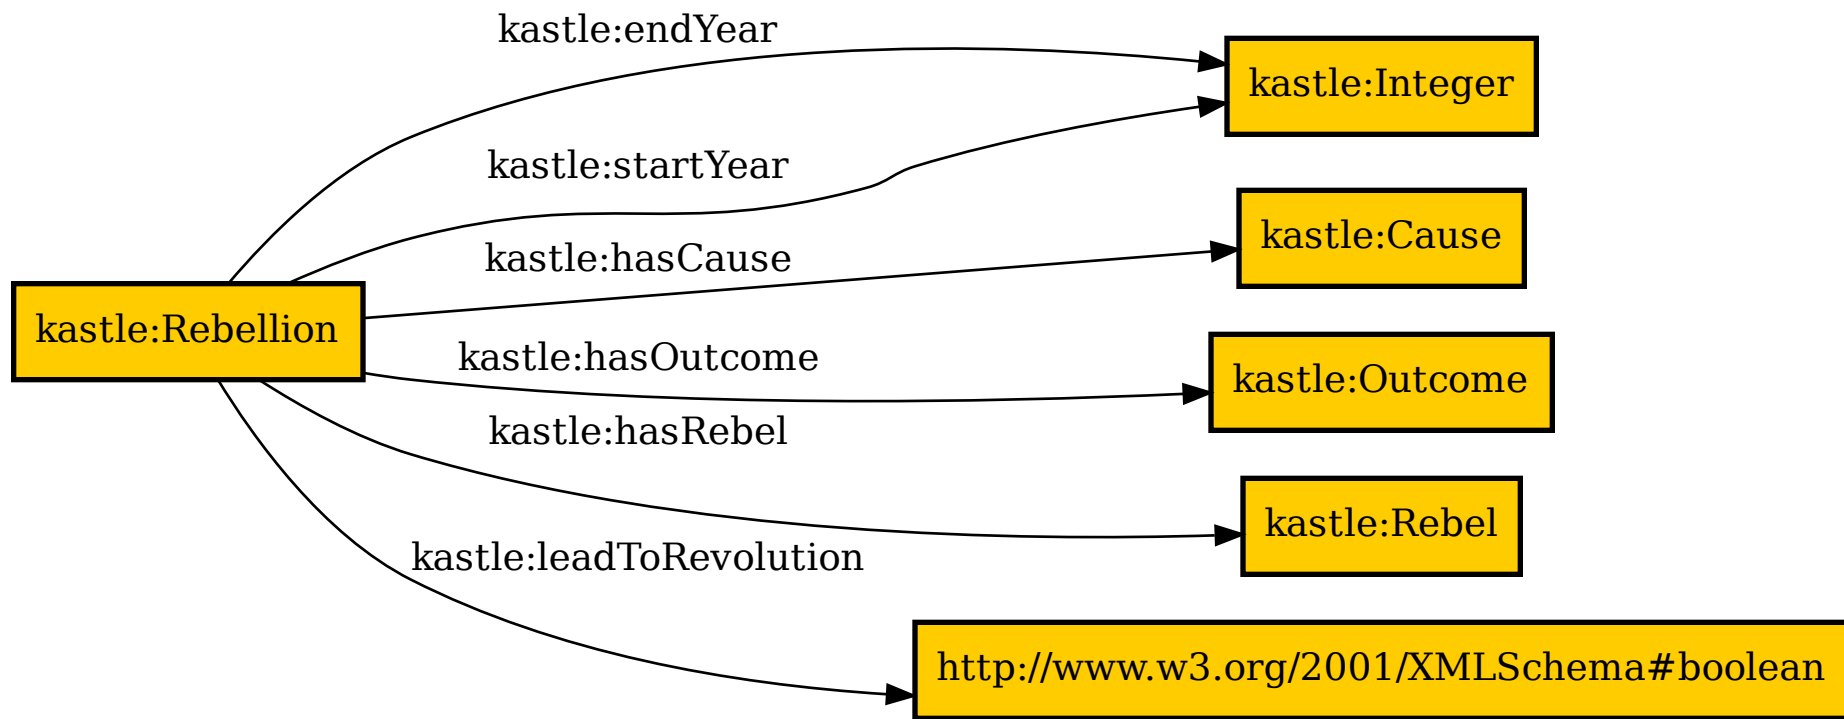 kastle:endYear
kastle:Integer
kastle:startYear
kastle:Cause
kastle:hasCause
kastle:Rebellion
kastle:hasOutcome
kastle:Outcome
kastle:hasRebel
kastle:Rebel
kastle:leadToRevolution
http://www.w3.org/2001/XMLSchema#boolean